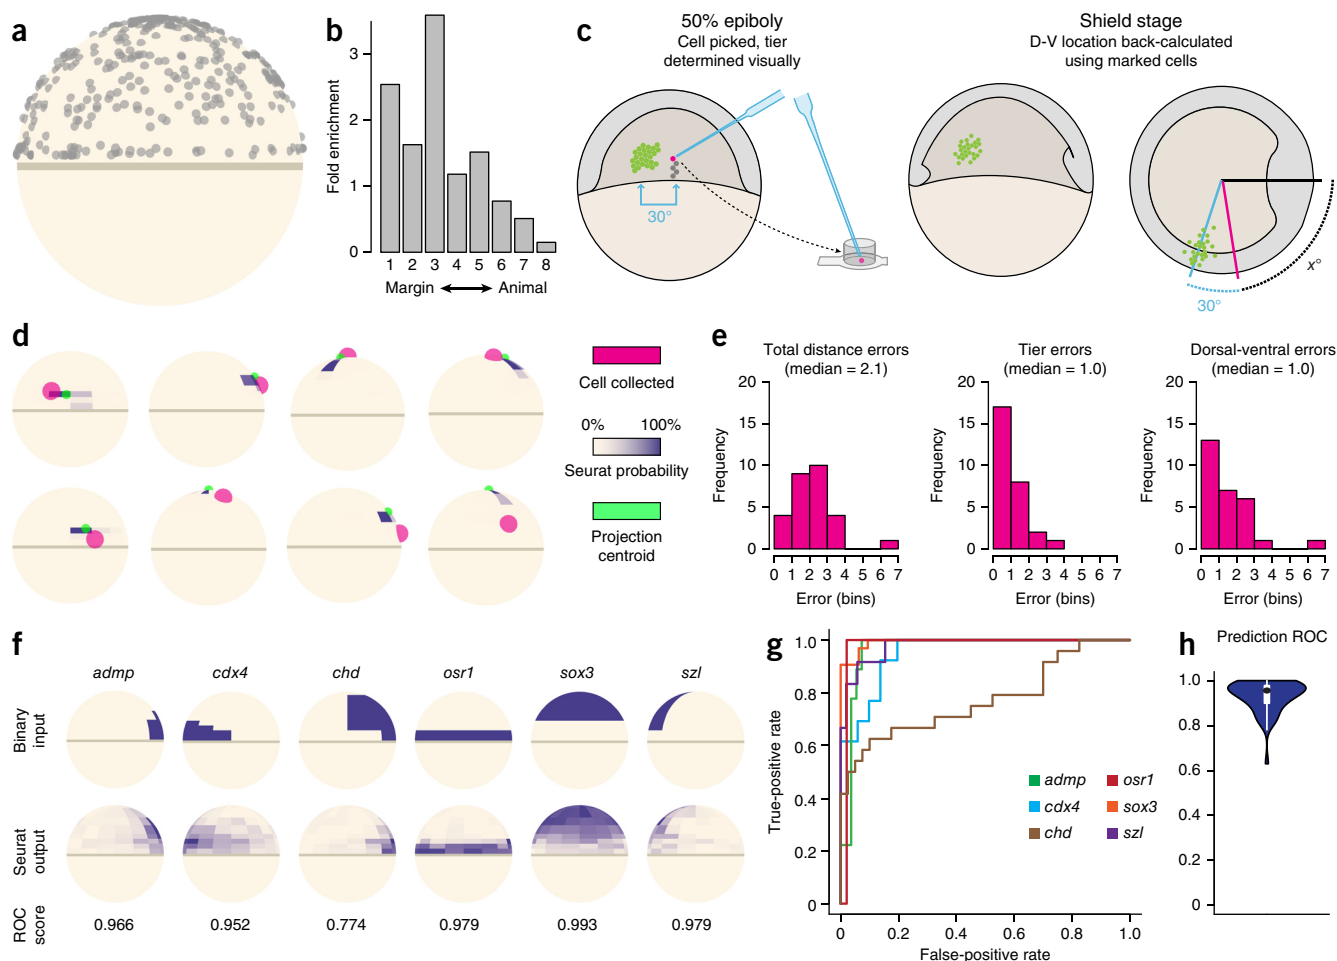 a
b
Fold enrichment
3
2
1
0
1 2 3 4 5 6 7 8
Margin Animal
c
50% epiboly
Cell picked, tier
determined visually
30°
Shield stage
D-V location back-calculated
using marked cells
x°
30°
d
Cell collected
0% 100%
Seurat probability
Projection
centroid
e
Total distance errors
(median = 2.1)
Frequency
20
15
10
5
0
0 1 2 3 4 5 6 7
Error (bins)
Tier errors
(median = 1.0)
Frequency
20
15
10
5
0
0 1 2 3 4 5 6 7
Error (bins)
Dorsal-ventral errors
(median = 1.0)
Frequency
20
15
10
5
0
0 1 2 3 4 5 6 7
Error (bins)
f
admp cdx4 chd osr1 sox3 szl
Binary
input
Seurat
output
ROC
score
0.966 0.952 0.774 0.979 0.993 0.979
g
True-positive rate
1.0
0.8
0.6
0.4
0.2
0
0 0.2 0.4 0.6 0.8 1.0
False-positive rate
admp osr1
cdx4 sox3
chd szl
h
Prediction ROC
1.0
0.8
0.6
0.4
0.2
0